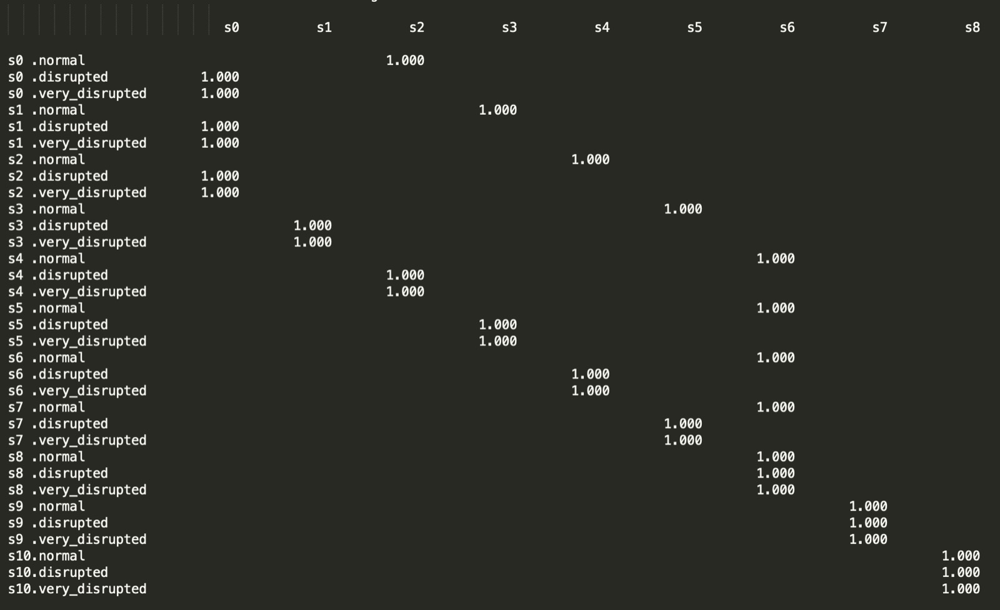 s0 s1 s2 s3 s4 s5 s6 s7 s8
s0 .normal 1.000
s0 .disrupted 1.000
s0 .very_disrupted 1.000
s1 .normal 1.000
s1 .disrupted 1.000
s1 .very_disrupted 1.000
s2 .normal 1.000
s2 .disrupted 1.000
s2 .very_disrupted 1.000
s3 .normal 1.000
s3 .disrupted 1.000
s3 .very_disrupted 1.000
s4 .normal 1.000
s4 .disrupted 1.000
s4 .very_disrupted 1.000
s5 .normal 1.000
s5 .disrupted 1.000
s5 .very_disrupted 1.000
s6 .normal 1.000
s6 .disrupted 1.000
s6 .very_disrupted 1.000
s7 .normal 1.000
s7 .disrupted 1.000
s7 .very_disrupted 1.000
s8 .normal 1.000
s8 .disrupted 1.000
s8 .very_disrupted 1.000
s9 .normal 1.000
s9 .disrupted 1.000
s9 .very_disrupted 1.000
s10.normal 1.000
s10.disrupted 1.000
s10.very_disrupted 1.000